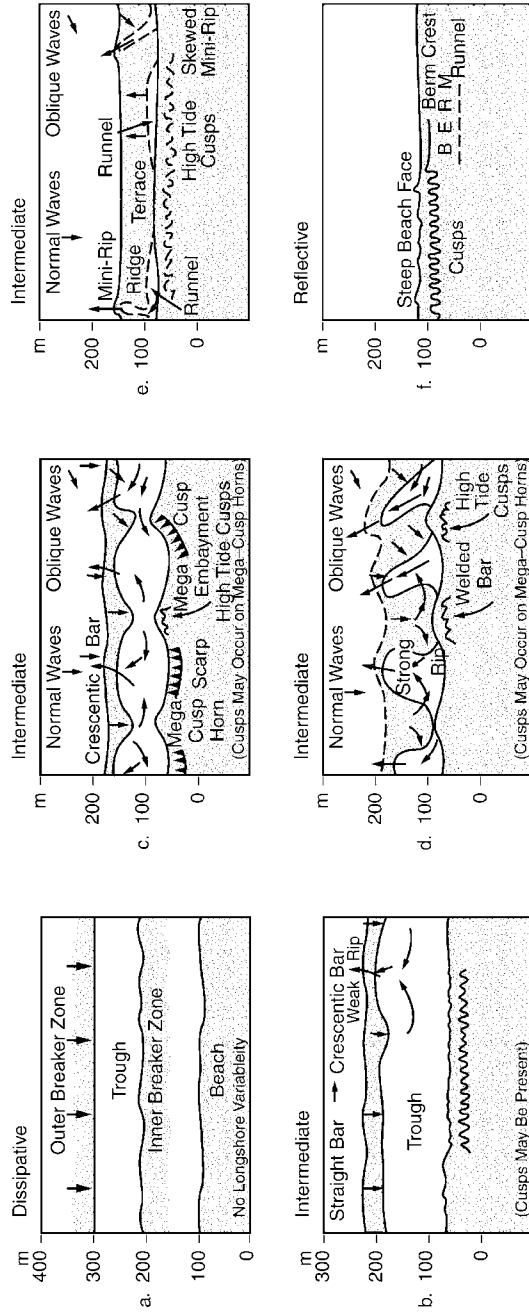 Dissipative
m
400
300
200
100
0
a.
Outer Breaker Zone
Trough
Inner Breaker Zone
Beach
No Longshore Variableity
Intermediate
300
200
100
0
b.
Straight Bar → Crescentic Bar
Weak Rip
Trough
(Cusps May Be Present)
Intermediate
m
200
100
0
c.
Normal Waves
Oblique Waves
Crescentic Bar
Mega Cusp Horn
Scarp
Mega Cusp Embayment
High Tide Cusps
(Cusps May Occur on Mega–Cusp Horns)
Intermediate
200
100
0
d.
Normal Waves
Oblique Waves
Strong Rip
Welded Bar
High Tide Cusps
(Cusps May Occur on Mega–Cusp Horns)
Intermediate
m
200
100
0
e.
Normal Waves
Oblique Waves
Mini-Rip
Ridge
Runnel
Terrace
Runnel
High Tide Cusps
Skewed Mini-Rip
Reflective
m
200
100
0
f.
Steep Beach Face
Cusps
Berm Crest
B E R M
Runnel